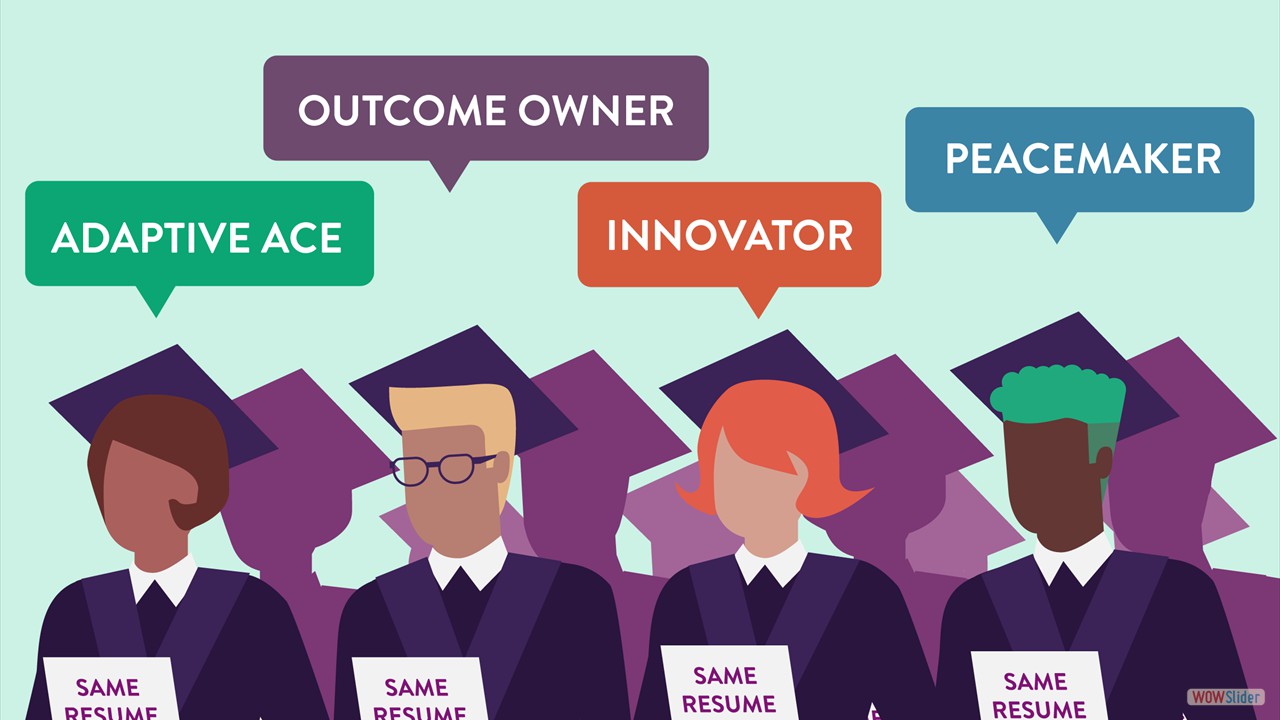 OUTCOME OWNER
PEACEMAKER
ADAPTIVE ACE
INNOVATOR
SAME
RESUME
SAME
RESUME
SAME
RESUME
SAME
RESUME
WOWSlider